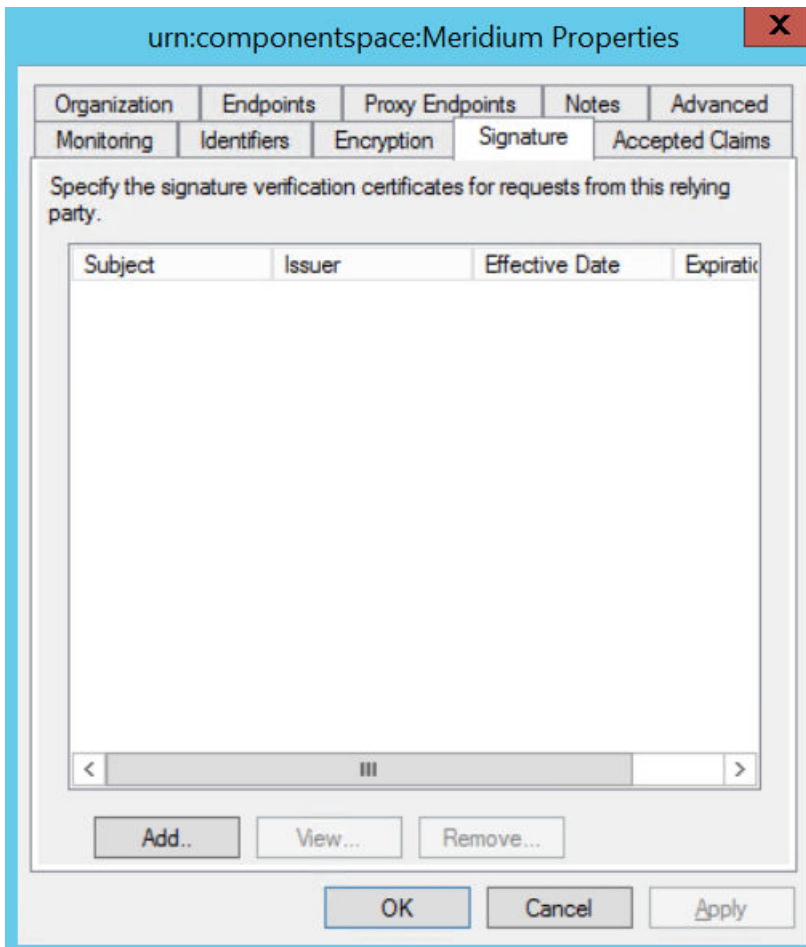 urn:componentspace:Meridium Properties
X
Organization Endpoints Proxy Endpoints Notes Advanced
Monitoring Identifiers Encryption Signature Accepted Claims
Specify the signature verification certificates for requests from this relying
party.
Subject Issuer Effective Date Expiratio
Add.. View... Remove...
OK Cancel Apply